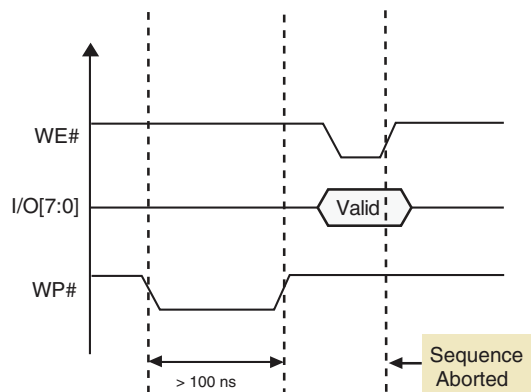 WE#
I/O[7:0]
Valid
WP#
> 100 ns
Sequence
Aborted